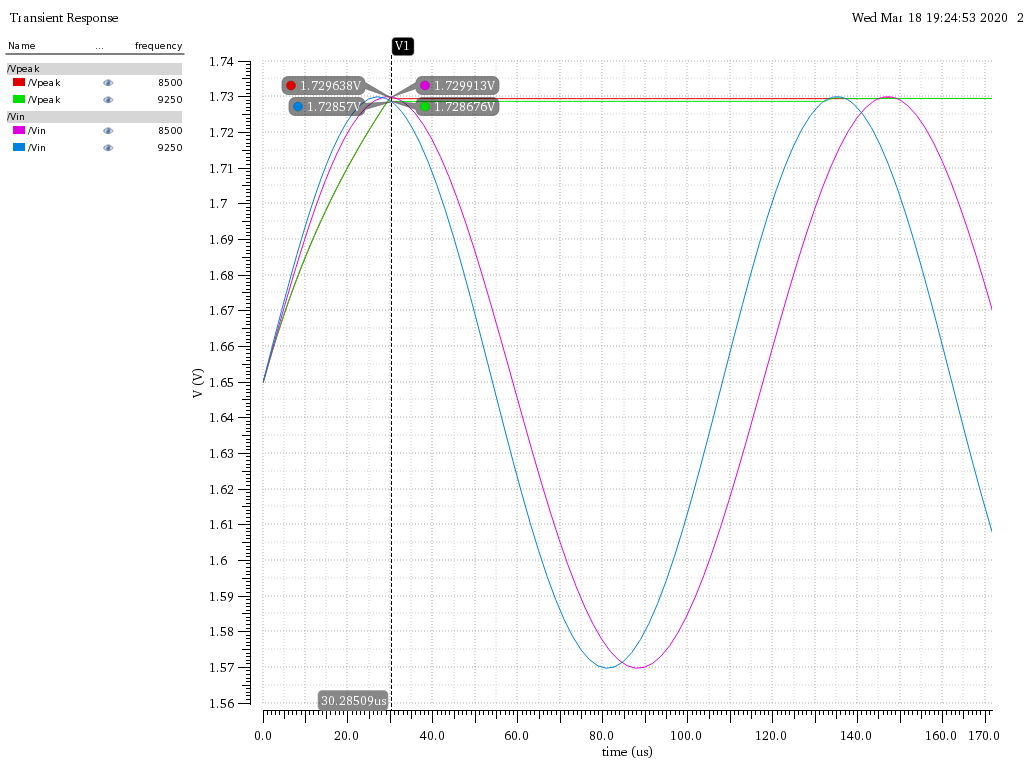 Transient Response
Wed Mar 18 19:24:53 2020 2
Name ... frequency
/Vpeak
/Vpeak 8500
/Vpeak 9250
/Vin
/Vin 8500
/Vin 9250
V1
1.729638V
1.729913V
1.72857V
1.728676V
1.74
1.73
1.72
1.71
1.7
1.69
1.68
1.67
1.66
1.65
1.64
1.63
1.62
1.61
1.6
1.59
1.58
1.57
1.56
V (V)
30.28509us
0.0 20.0 40.0 60.0 80.0 100.0 120.0 140.0 160.0 170.0
time (us)